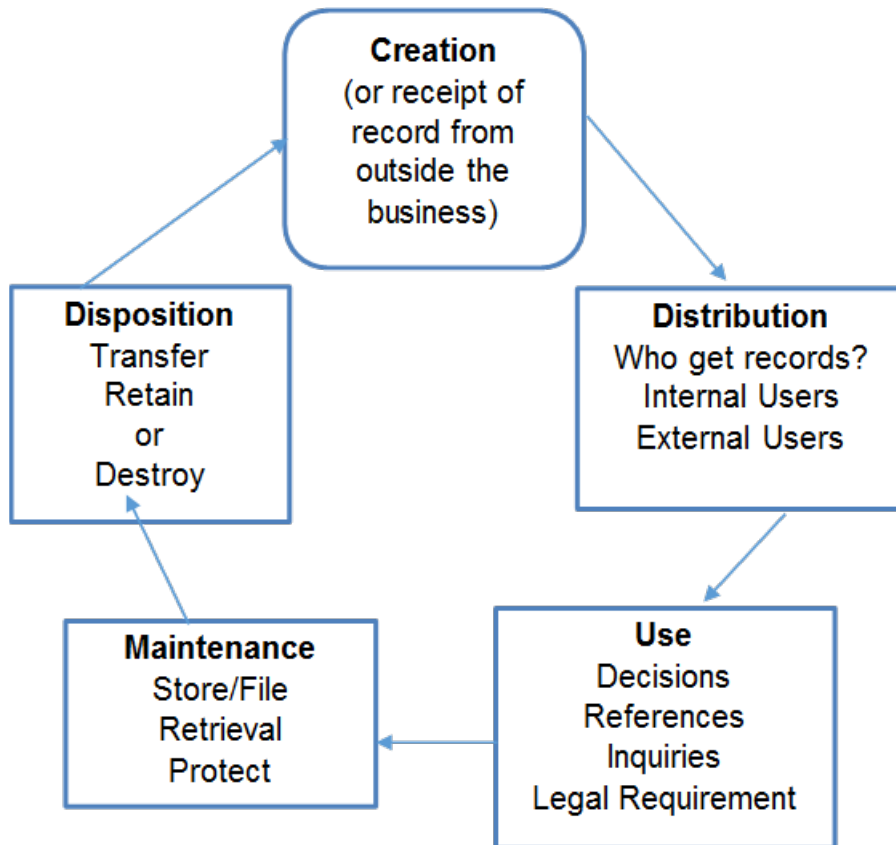 Creation
(or receipt of
record from
outside the
business)
Disposition
Transfer
Retain
or
Destroy
Distribution
Who get records?
Internal Users
External Users
Maintenance
Store/File
Retrieval
Protect
Use
Decisions
References
Inquiries
Legal Requirement